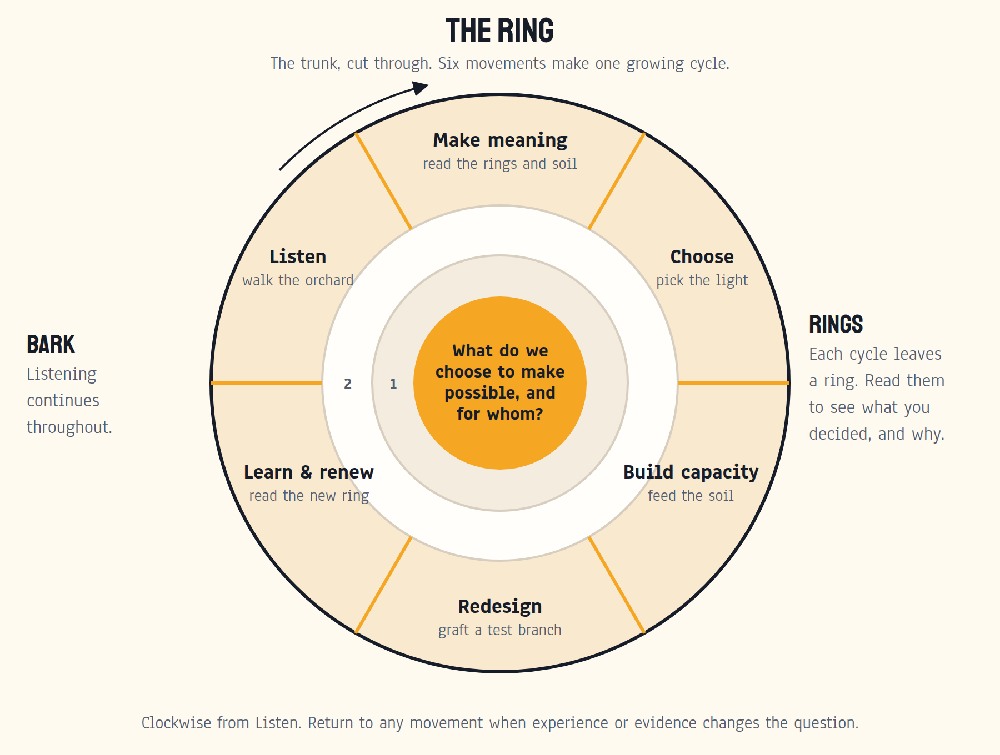 THE RING
The trunk, cut through. Six movements make one growing cycle.
Make meaning
read the rings and soil
Listen
walk the orchard
Choose
pick the light
BARK
Listening
continues
throughout.
2
1
What do we
choose to make
possible, and
for whom?
RINGS
Each cycle leaves
a ring. Read them
to see what you
decided, and why.
Learn & renew
read the new ring
Build capacity
feed the soil
Redesign
graft a test branch
Clockwise from Listen. Return to any movement when experience or evidence changes the question.